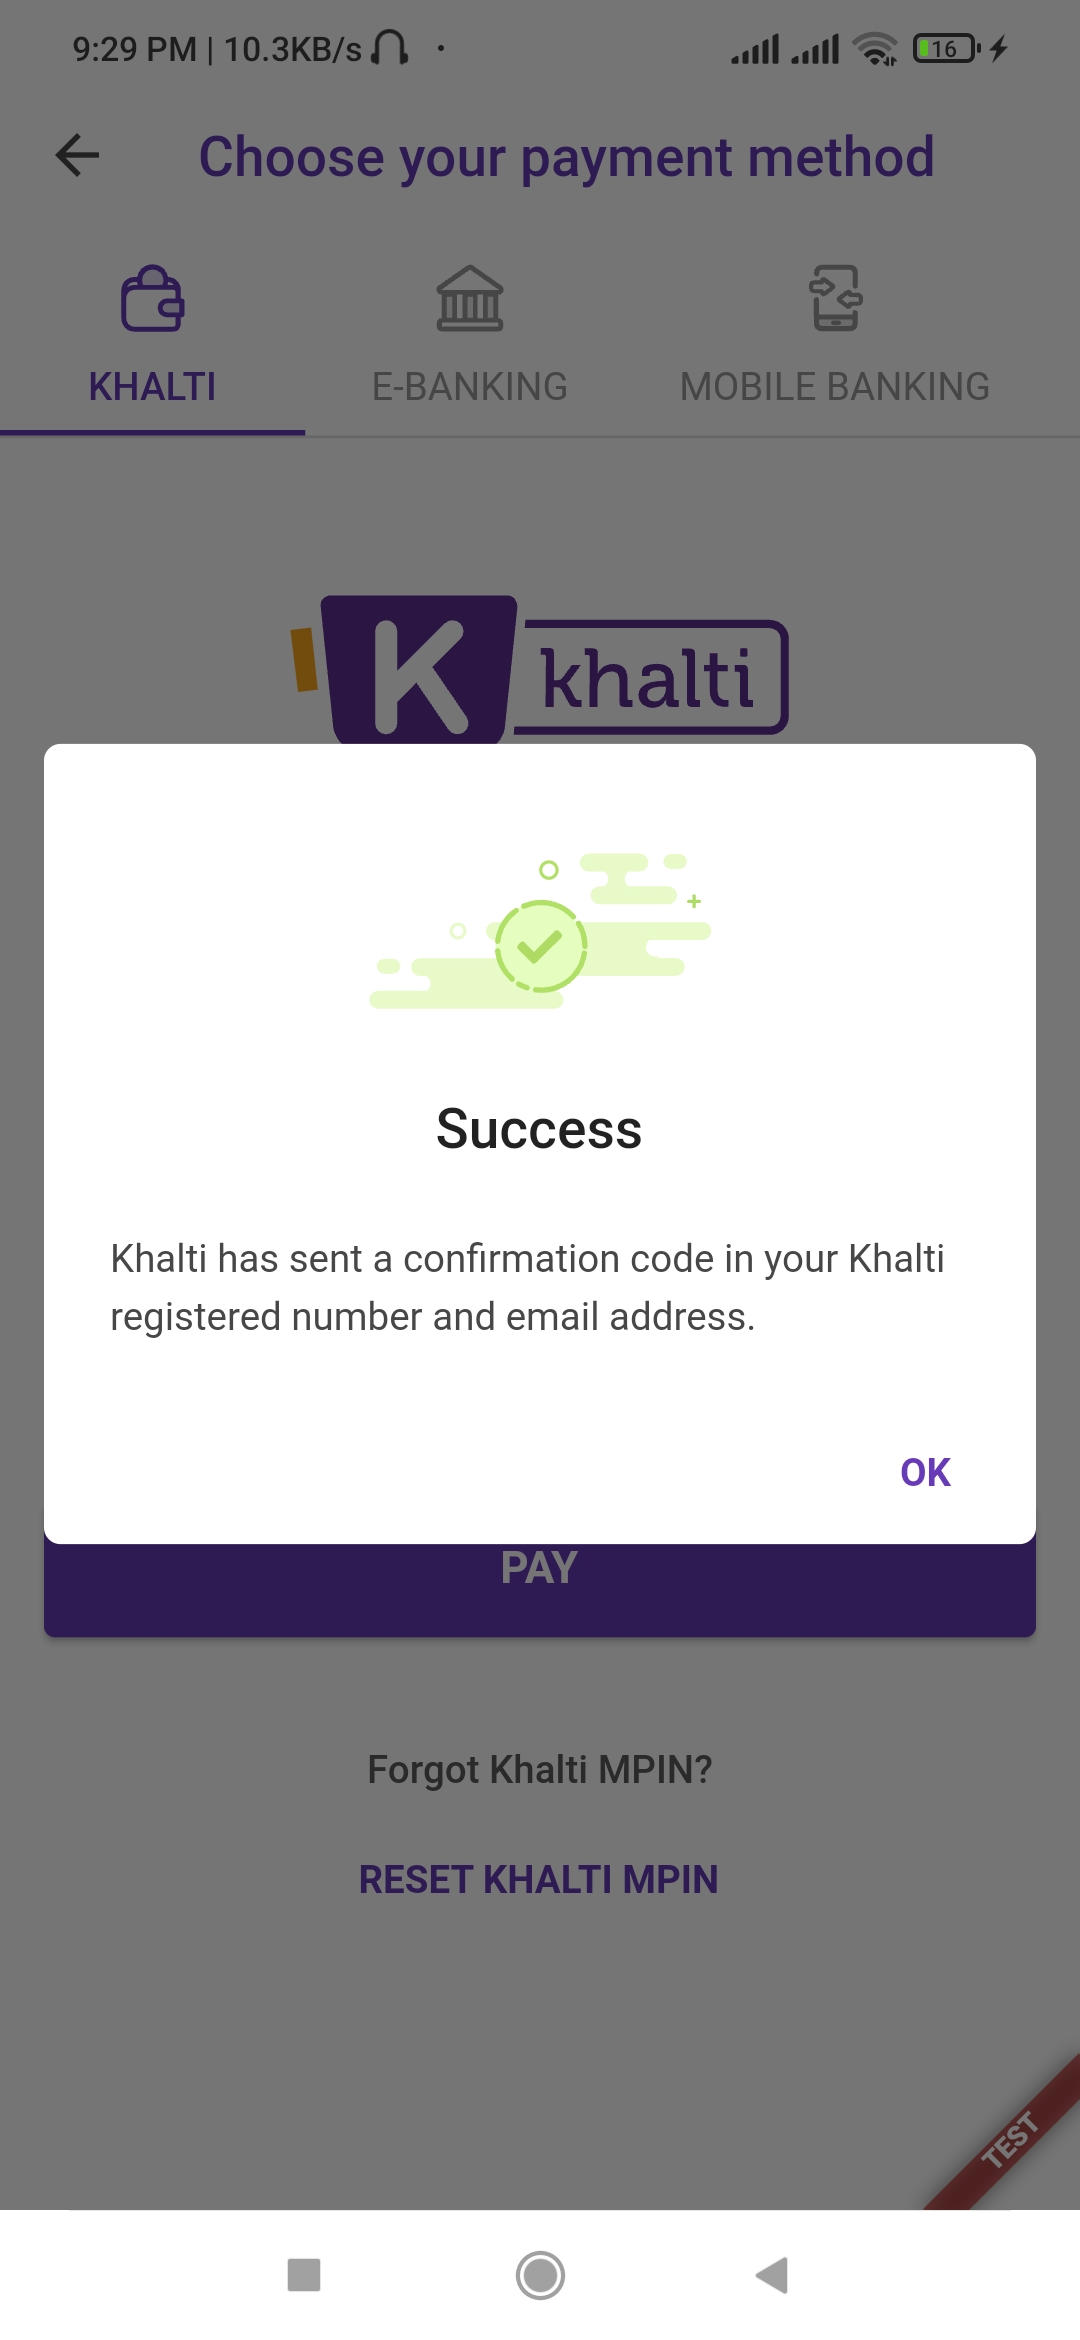 9:29 PM | 10.3KB/s
16
Choose your payment method
KHALTI
E-BANKING
MOBILE BANKING
K khalti
Success
Khalti has sent a confirmation code in your Khalti
registered number and email address.
OK
PAY
Forgot Khalti MPIN?
RESET KHALTI MPIN
TEST